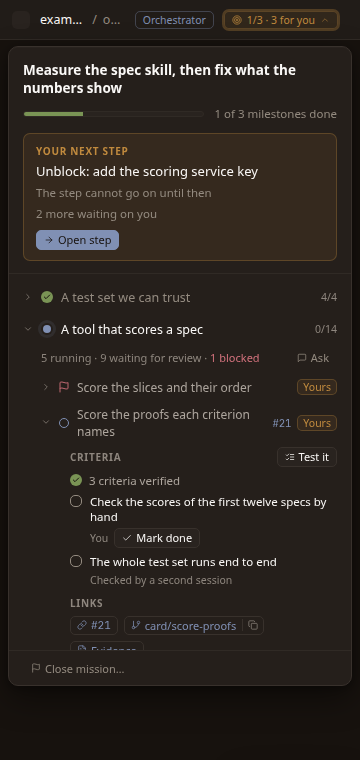 exam... / o... Orchestrator 1/3 · 3 for you
Measure the spec skill, then fix what the
numbers show
1 of 3 milestones done
YOUR NEXT STEP
Unblock: add the scoring service key
The step cannot go on until then
2 more waiting on you
Open step
A test set we can trust 4/4
A tool that scores a spec 0/14
5 running · 9 waiting for review · 1 blocked Ask
Score the slices and their order Yours
Score the proofs each criterion
names #21 Yours
CRITERIA Test it
3 criteria verified
Check the scores of the first twelve specs by
hand
You Mark done
The whole test set runs end to end
Checked by a second session
LINKS
#21 card/score-proofs
Evidence
Close mission...